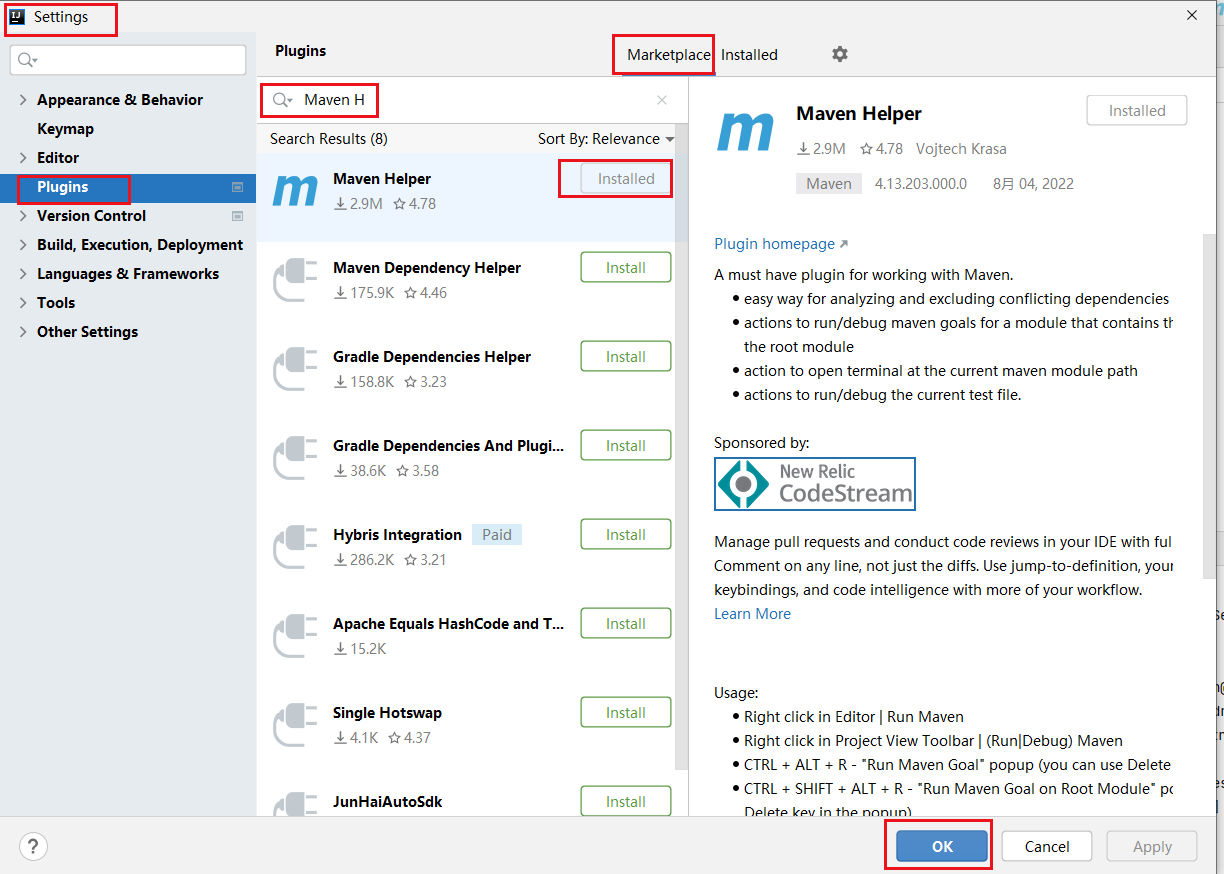 Settings
Appearance & Behavior
Keymap
Editor
Plugins
Version Control
Build, Execution, Deployment
Languages & Frameworks
Tools
Other Settings
Plugins
Marketplace
Installed
Maven H
Search Results (8)
Sort By: Relevance
Maven Helper
Installed
2.9M 4.78
Maven Dependency Helper
Install
175.9K 4.46
Gradle Dependencies Helper
Install
158.8K 3.23
Gradle Dependencies And Plugi...
Install
38.6K 3.58
Hybris Integration Paid
Install
286.2K 3.21
Apache Equals HashCode and T...
Install
15.2K
Single Hotswap
Install
4.1K 4.37
JunHaiAutoSdk
Install
Maven Helper
Installed
2.9M 4.78 Vojtech Krasa
Maven 4.13.203.000.0 8月 04, 2022
Plugin homepage
A must have plugin for working with Maven.
easy way for analyzing and excluding conflicting dependencies
actions to run/debug maven goals for a module that contains
the root module
action to open terminal at the current maven module path
actions to run/debug the current test file.
Sponsored by:
New Relic
CodeStream
Manage pull requests and conduct code reviews in your IDE with full
Comment on any line, not just the diffs. Use jump-to-definition, your
keybindings, and code intelligence with more of your workflow.
Learn More
Usage:
Right click in Editor | Run Maven
Right click in Project View Toolbar | (Run|Debug) Maven
CTRL + ALT + R - "Run Maven Goal" popup (you can use Delete
CTRL + SHIFT + ALT + R - "Run Maven Goal on Root Module"
Delete key in the popup)
?
OK
Cancel
Apply